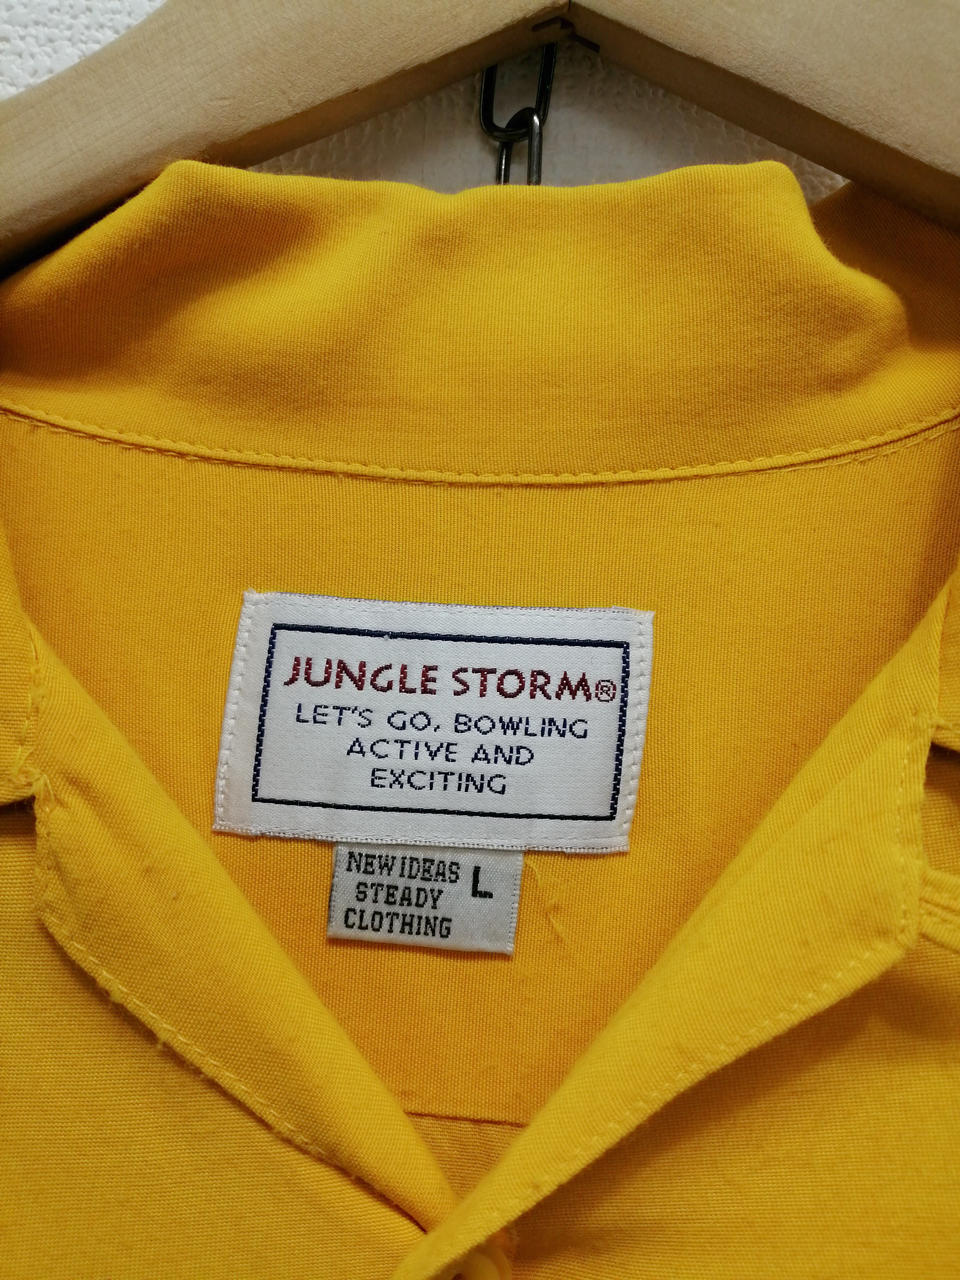 JUNGLE STORM®
LET'S GO, BOWLING
ACTIVE AND
EXCITING
NEW IDEAS L
STEADY
CLOTHING